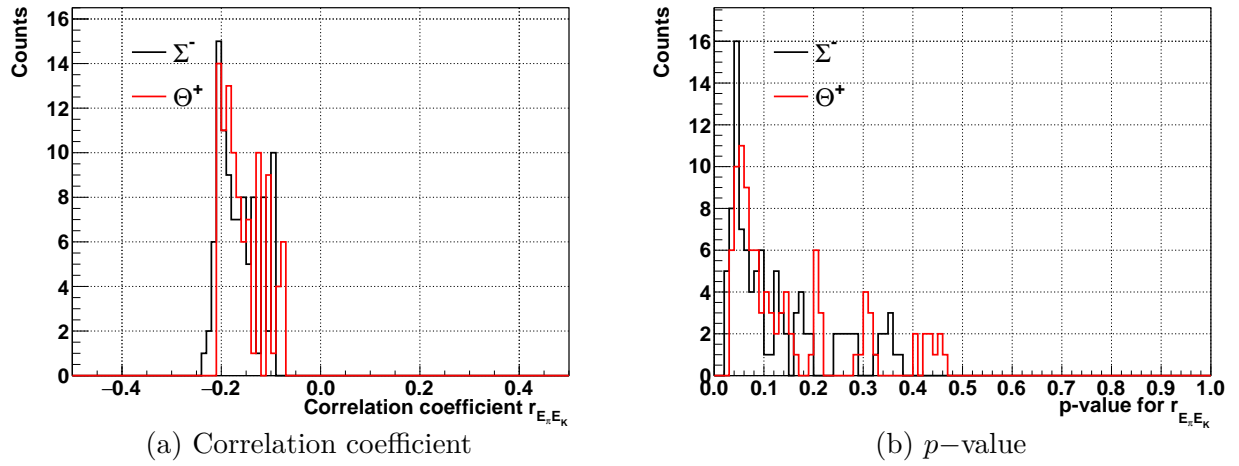 Counts
16
14
12
10
8
6
4
2
0
Σ⁻
Θ⁺
−0.4
−0.2
0.0
0.2
0.4
Correlation coefficient r_{E_π E_K}
(a) Correlation coefficient
Counts
16
14
12
10
8
6
4
2
0
Σ⁻
Θ⁺
0.0 0.1 0.2 0.3 0.4 0.5 0.6 0.7 0.8 0.9 1.0
p-value for r_{E_π E_K}
(b) p−value